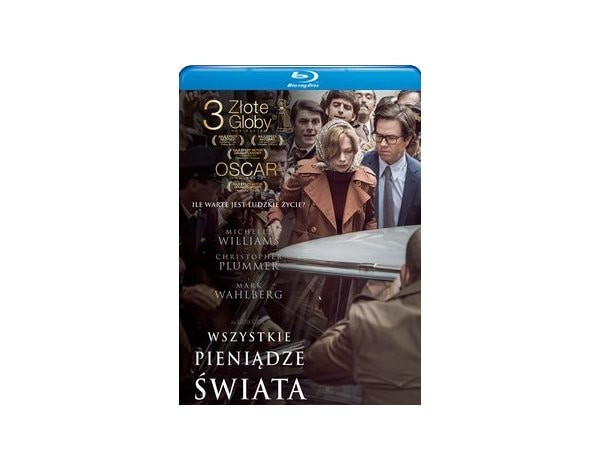 Blu-ray Disc
3 Złote
Globy
OSCAR
ILE WARTE JEST LUDZKIE ŻYCIE?
MICHELLE
WILLIAMS
CHRISTOPHER
PLUMMER
MARK
WAHLBERG
WSZYSTKIE
PIENIĄDZE
ŚWIATA